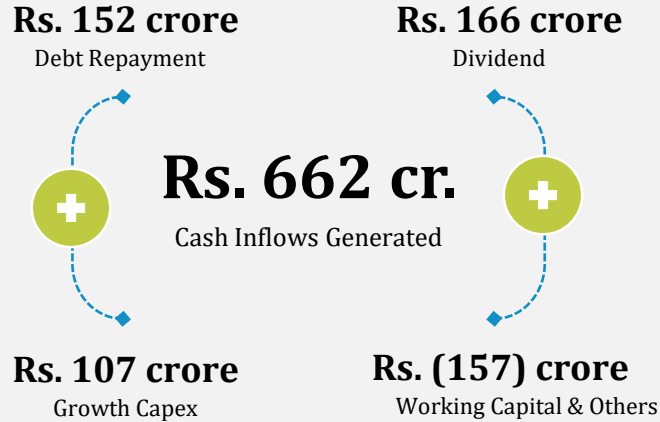 Rs. 152 crore
Debt Repayment
Rs. 166 crore
Dividend
Rs. 662 cr.
Cash Inflows Generated
Rs. 107 crore
Growth Capex
Rs. (157) crore
Working Capital & Others